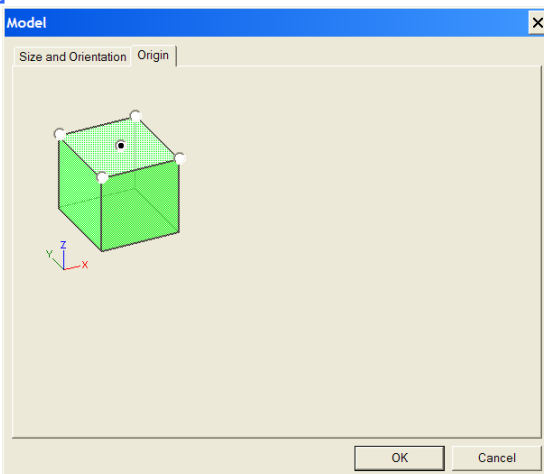 Model
Size and Orientation Origin
Z
Y
X
OK Cancel